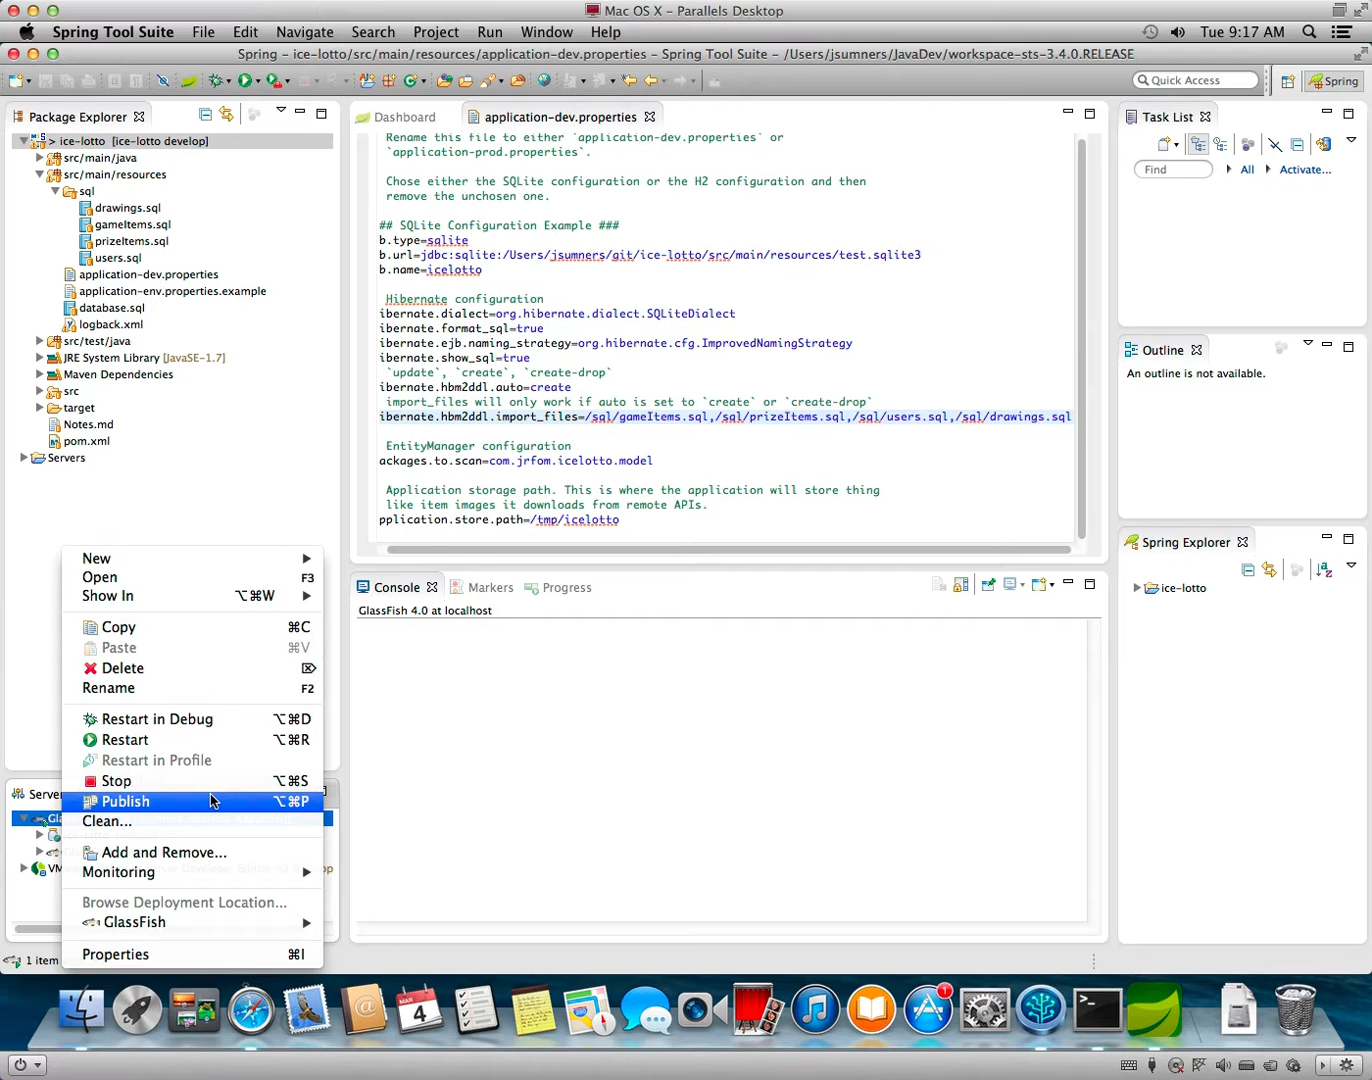 Mac OS X - Parallels Desktop
Spring Tool Suite File Edit Navigate Search Project Run Window Help Tue 9:17 AM
Spring – ice-lotto/src/main/resources/application-dev.properties – Spring Tool Suite – /Users/jsumners/JavaDev/workspace-sts-3.4.0.RELEASE
Quick Access Spring
Package Explorer
> ice-lotto [ice-lotto develop]
src/main/java
src/main/resources
sql
drawings.sql
gameItems.sql
prizeItems.sql
users.sql
application-dev.properties
application-env.properties.example
database.sql
logback.xml
src/test/java
JRE System Library [JavaSE-1.7]
Maven Dependencies
src
target
Notes.md
pom.xml
Servers
Dashboard application-dev.properties
Rename this file to either `application-dev.properties` or
`application-prod.properties`.
Chose either the SQLite configuration or the H2 configuration and then
remove the unchosen one.
## SQLite Configuration Example ###
b.type=sqlite
b.url=jdbc:sqlite:/Users/jsumners/git/ice-lotto/src/main/resources/test.sqlite3
b.name=icelotto
Hibernate configuration
ibernate.dialect=org.hibernate.dialect.SQLiteDialect
ibernate.format_sql=true
ibernate.ejb.naming_strategy=org.hibernate.cfg.ImprovedNamingStrategy
ibernate.show_sql=true
`update`, `create`, `create-drop`
ibernate.hbm2ddl.auto=create
import_files will only work if auto is set to `create` or `create-drop`
ibernate.hbm2ddl.import_files=/sql/gameItems.sql,/sql/prizeItems.sql,/sql/users.sql,/sql/drawings.sql
EntityManager configuration
ackages.to.scan=com.jrfom.icelotto.model
Application storage path. This is where the application will store thing
like item images it downloads from remote APIs.
pplication.store.path=/tmp/icelotto
Task List
Find All Activate...
Outline
An outline is not available.
Spring Explorer
ice-lotto
Console Markers Progress
GlassFish 4.0 at localhost
New
Open F3
Show In ⌥⌘W
Copy ⌘C
Paste ⌘V
Delete ⌦
Rename F2
Restart in Debug ⌥⌘D
Restart ⌥⌘R
Restart in Profile
Stop ⌥⌘S
Publish ⌥⌘P
Clean...
Add and Remove...
Monitoring
Browse Deployment Location...
GlassFish
Properties ⌘I
Server
Glas
VM
1 item
MAR
4
1